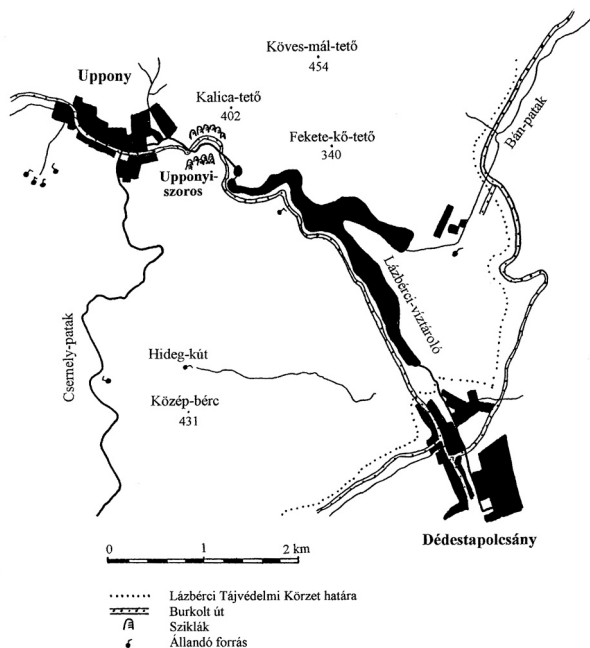 Köves-mál-tető
454
Uppony
Kalica-tető
402
Fekete-kő-tető
340
Bán-patak
Upponyi-
szoros
Lázbérci-víztároló
Csernely-patak
Hideg-kút
Közép-bérc
431
Dédestapolcsány
0 1 2 km
Lázbérci Tájvédelmi Körzet határa
Burkolt út
Sziklák
Állandó forrás